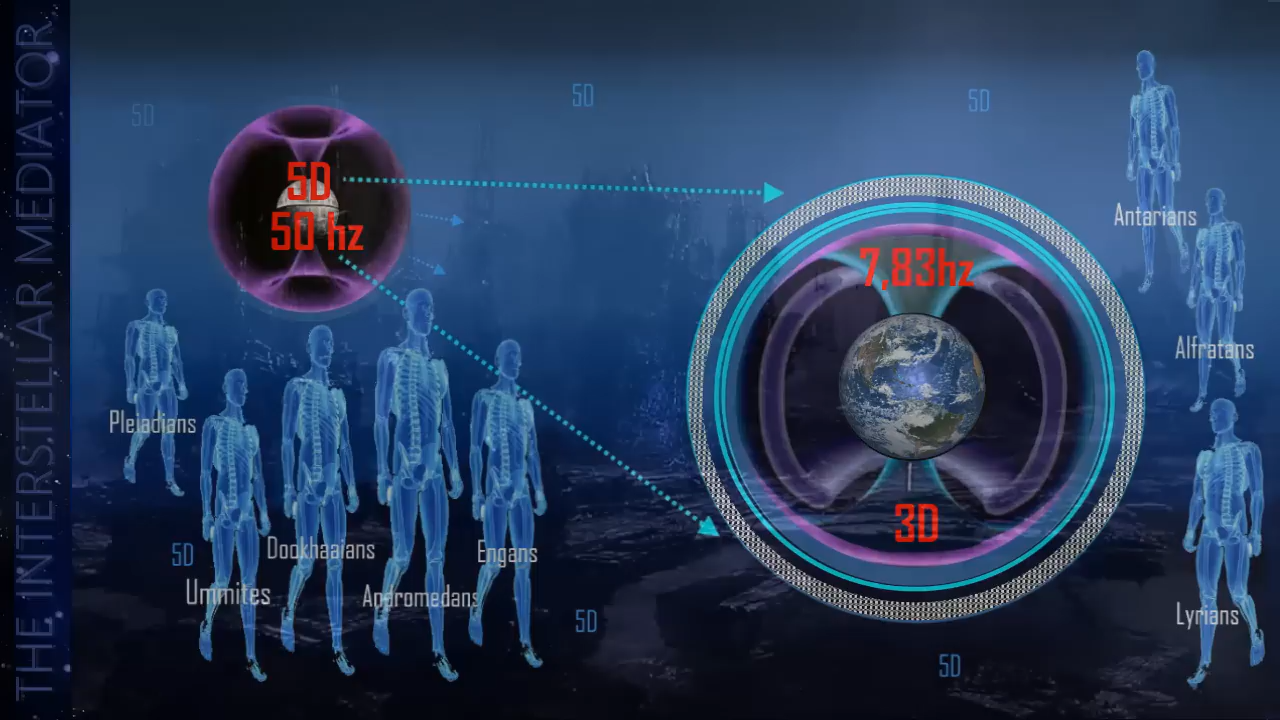 THE INTERSTELLAR MEDIATOR
5D
5D
5D
5D
50 hz
7,83hz
3D
Antarians
Alfratans
Pleiadians
5D
Dookhaaians
Engans
Ummites
Andromedans
5D
5D
Lyrians